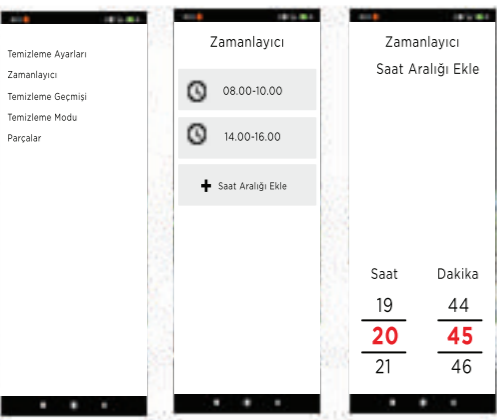 Temizleme Ayarları
Zamanlayıcı
Temizleme Geçmişi
Temizleme Modu
Parçalar
Zamanlayıcı
08.00-10.00
14.00-16.00
+ Saat Aralığı Ekle
Zamanlayıcı
Saat Aralığı Ekle
Saat Dakika
19 44
20 45
21 46